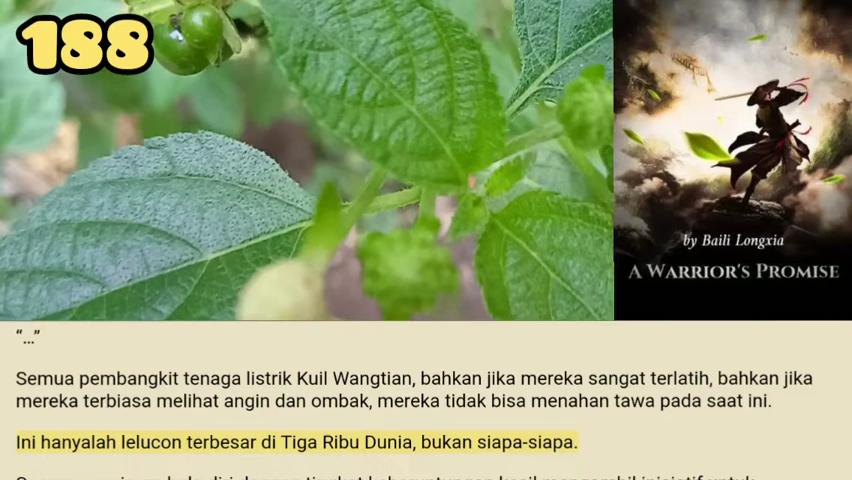 188
by Baili Longxia
A WARRIOR'S PROMISE
“...”
Semua pembangkit tenaga listrik Kuil Wangtian, bahkan jika mereka sangat terlatih, bahkan jika
mereka terbiasa melihat angin dan ombak, mereka tidak bisa menahan tawa pada saat ini.
Ini hanyalah lelucon terbesar di Tiga Ribu Dunia, bukan siapa-siapa.